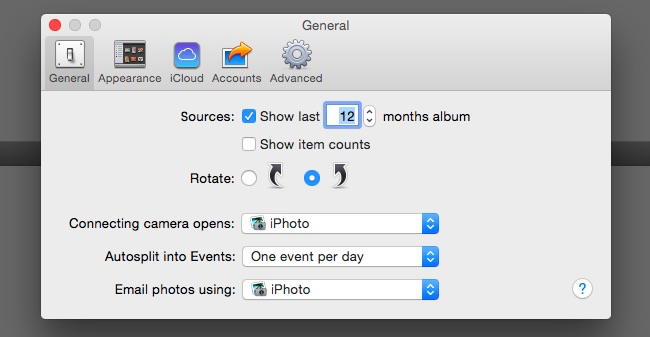 General
General Appearance iCloud Accounts Advanced
Sources: Show last 12 months album
Show item counts
Rotate:
Connecting camera opens: iPhoto
Autosplit into Events: One event per day
Email photos using: iPhoto ?